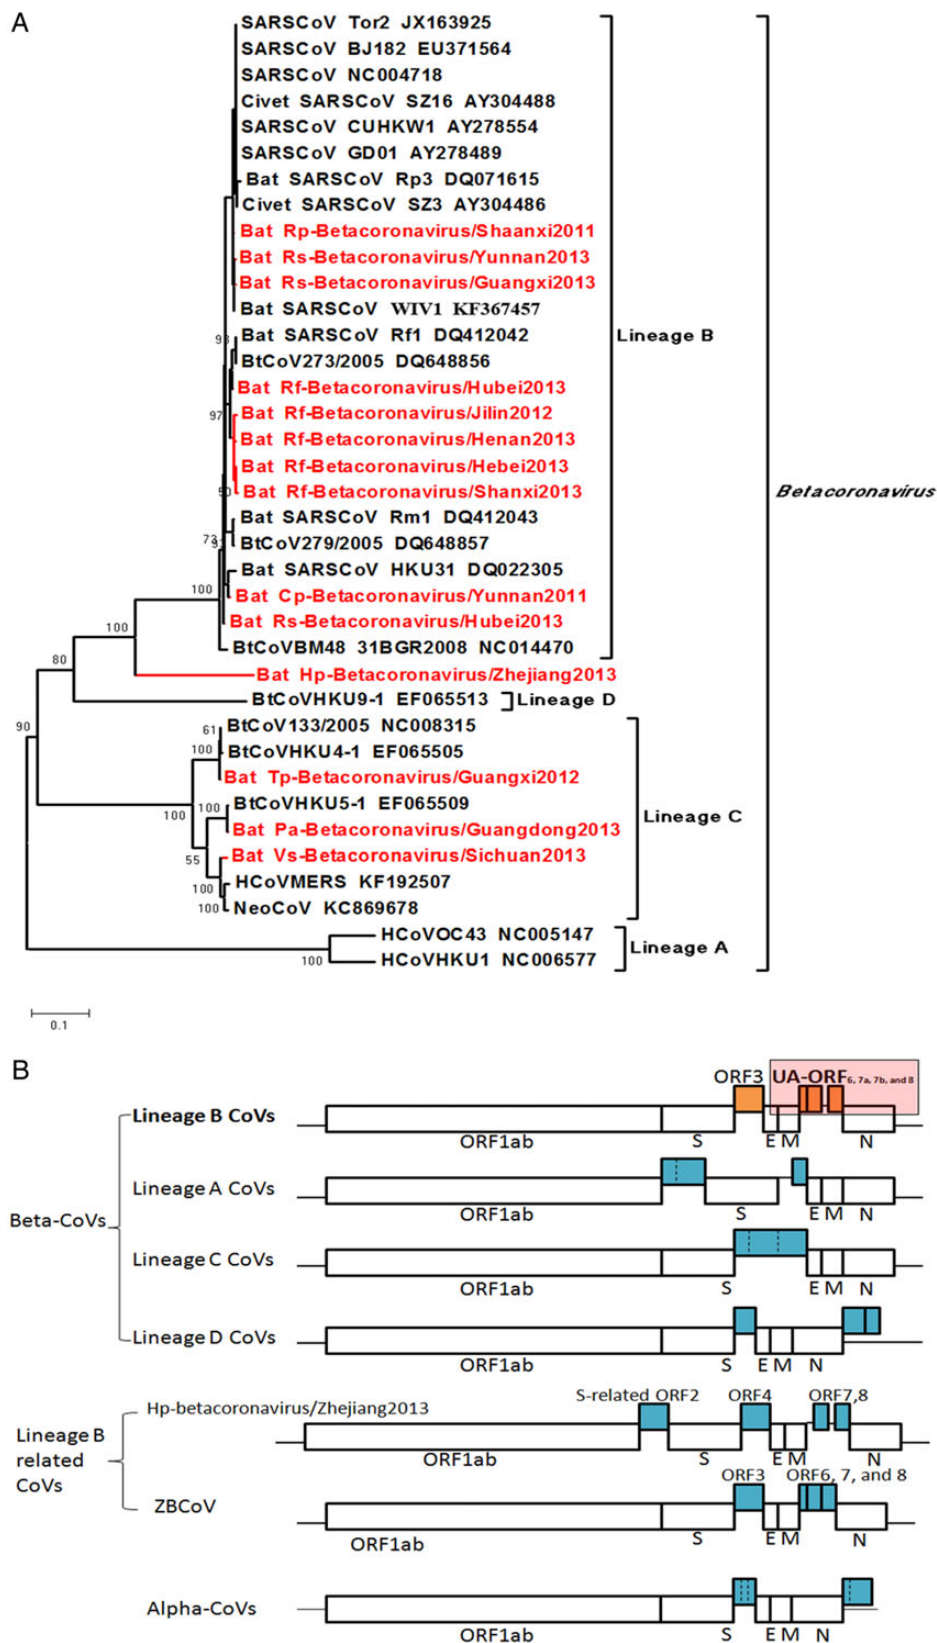 A
SARSCoV Tor2 JX163925
SARSCoV BJ182 EU371564
SARSCoV NC004718
Civet SARSCoV SZ16 AY304488
SARSCoV CUHKW1 AY278554
SARSCoV GD01 AY278489
Bat SARSCoV Rp3 DQ071615
Civet SARSCoV SZ3 AY304486
Bat Rp-Betacoronavirus/Shaanxi2011
Bat Rs-Betacoronavirus/Yunnan2013
Bat Rs-Betacoronavirus/Guangxi2013
Bat SARSCoV WIV1 KF367457
Bat SARSCoV Rf1 DQ412042
Lineage B
BtCoV273/2005 DQ648856
Bat Rf-Betacoronavirus/Hubei2013
97
Bat Rf-Betacoronavirus/Jilin2012
Bat Rf-Betacoronavirus/Henan2013
Bat Rf-Betacoronavirus/Hebei2013
Bat Rf-Betacoronavirus/Shanxi2013
Betacoronavirus
Bat SARSCoV Rm1 DQ412043
73
BtCoV279/2005 DQ648857
Bat SARSCoV HKU31 DQ022305
100
Bat Cp-Betacoronavirus/Yunnan2011
Bat Rs-Betacoronavirus/Hubei2013
100
BtCoVBM48 31BGR2008 NC014470
80
Bat Hp-Betacoronavirus/Zhejiang2013
BtCoVHKU9-1 EF065513
Lineage D
90
61
BtCoV133/2005 NC008315
100
BtCoVHKU4-1 EF065505
Bat Tp-Betacoronavirus/Guangxi2012
BtCoVHKU5-1 EF065509
100
100
Lineage C
Bat Pa-Betacoronavirus/Guangdong2013
55
Bat Vs-Betacoronavirus/Sichuan2013
100
HCoVMERS KF192507
100
NeoCoV KC869678
HCoVOC43 NC005147
Lineage A
100
HCoVHKU1 NC006577
0.1
B
ORF3 UA-ORF6, 7a, 7b, and 8
Lineage B CoVs
ORF1ab S E M N
Lineage A CoVs
ORF1ab S E M N
Beta-CoVs
Lineage C CoVs
ORF1ab S E M N
Lineage D CoVs
ORF1ab S E M N
S-related ORF2 ORF4 ORF7,8
Hp-betacoronavirus/Zhejiang2013
ORF1ab S E M N
Lineage B
related
CoVs
ORF3 ORF6, 7, and 8
ZBCoV
ORF1ab S E M N
Alpha-CoVs
ORF1ab S E M N